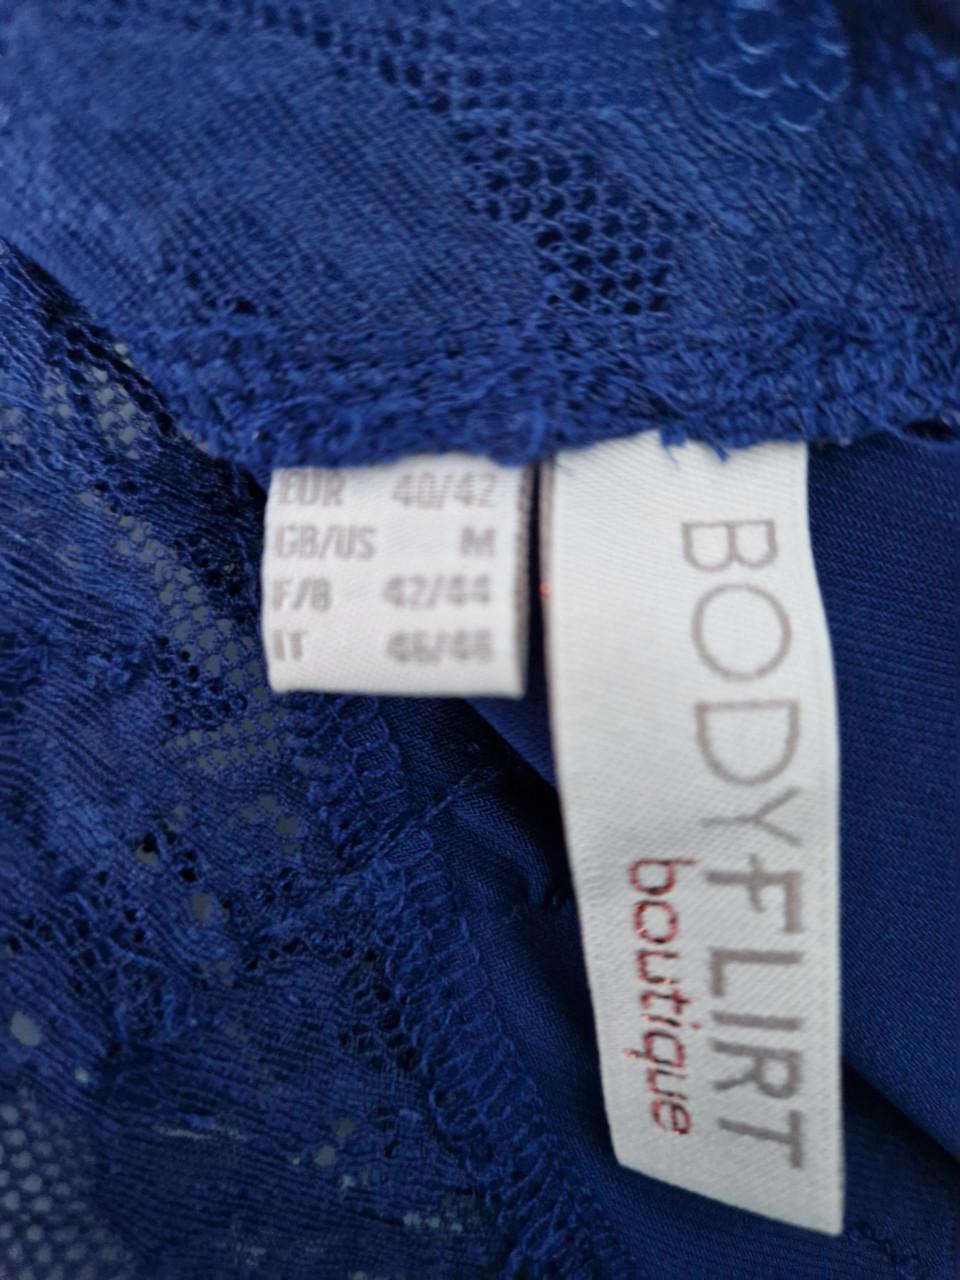 EUR 40/42
GB/US M
F/B 42/44
IT 46/48
BODYFLIRT
boutique